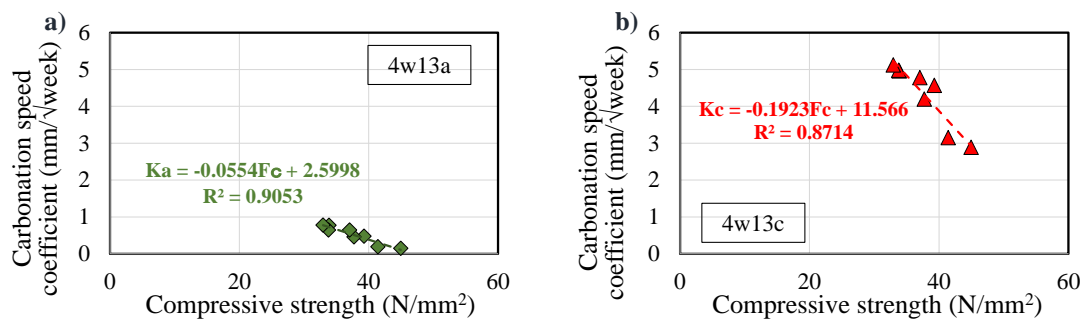 a)
6
5
4
3
2
1
0
0 20 40 60
Carbonation speed
coefficient (mm/√week)
Compressive strength (N/mm²)
4w13a
Ka = -0.0554Fc + 2.5998
R² = 0.9053
b)
6
5
4
3
2
1
0
0 20 40 60
Carbonation speed
coefficient (mm/√week)
Compressive strength (N/mm²)
Kc = -0.1923Fc + 11.566
R² = 0.8714
4w13c